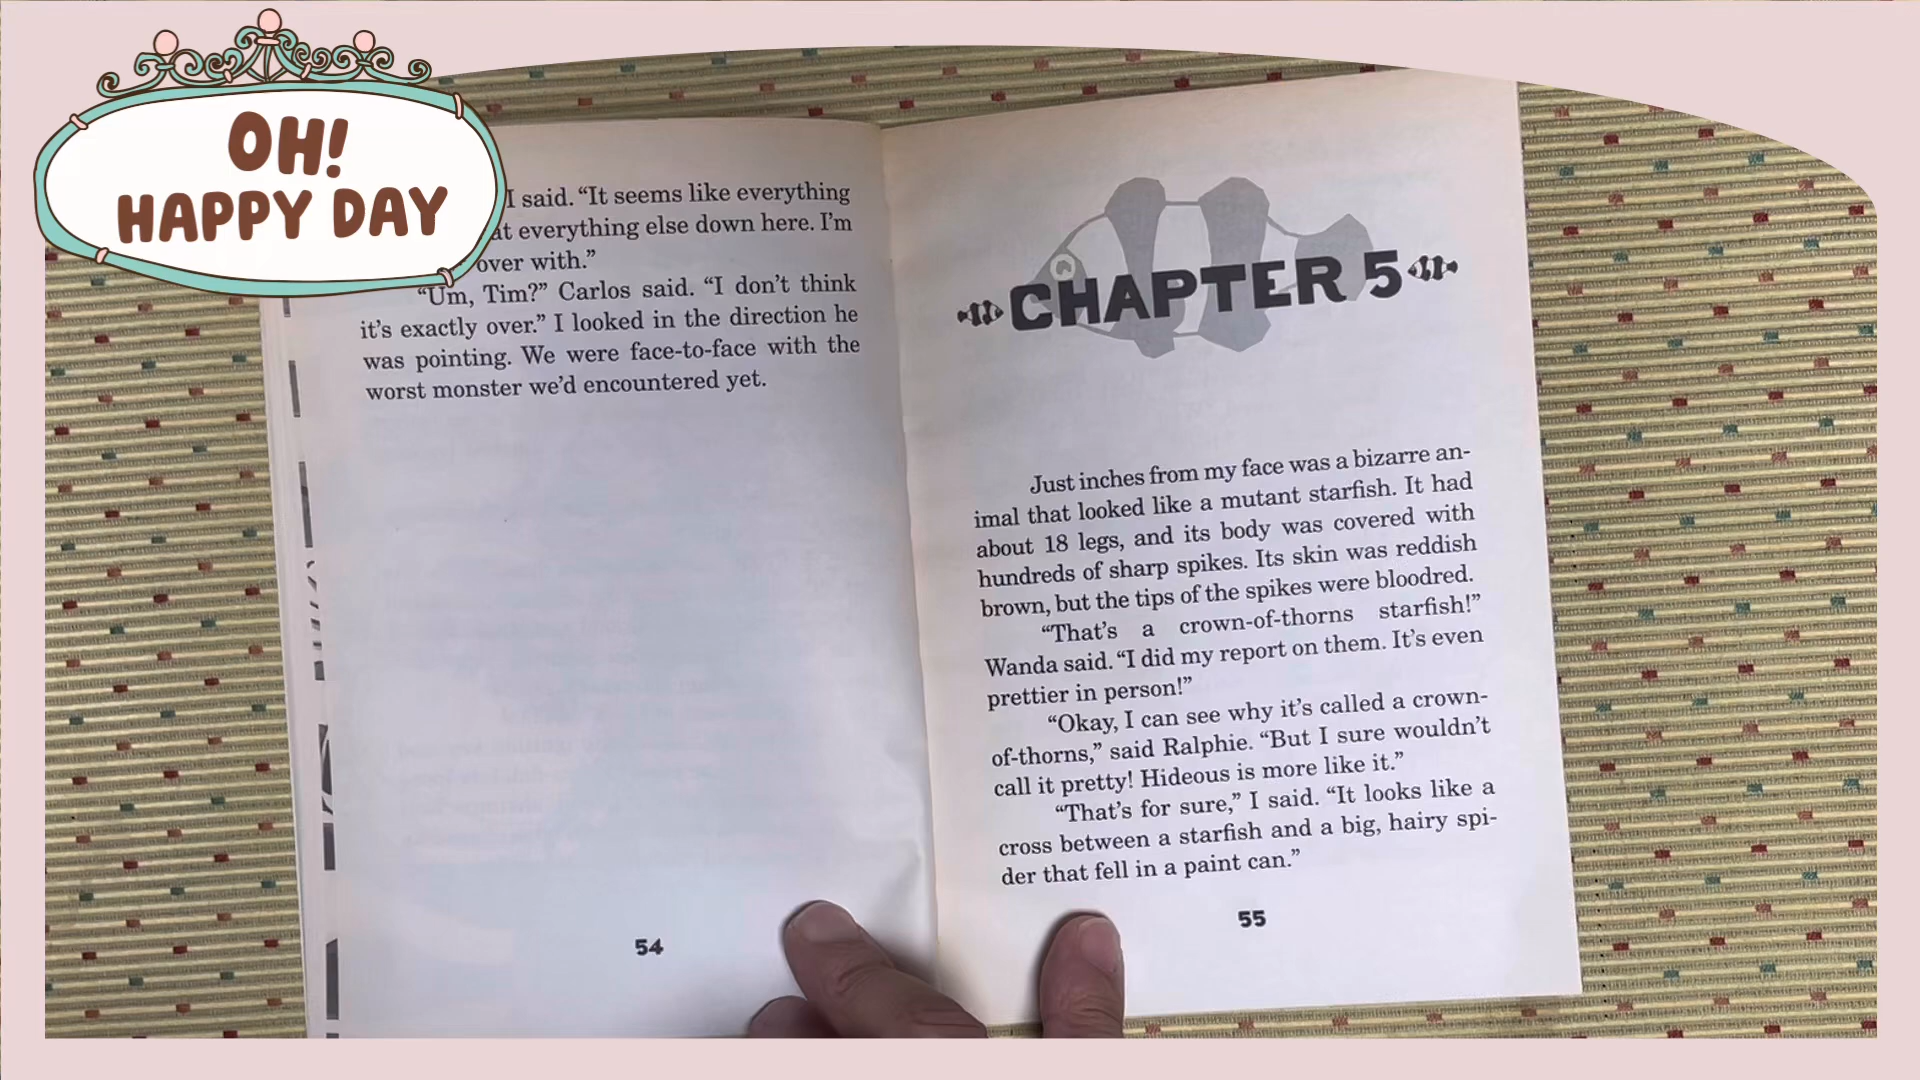 OH!
HAPPY DAY
I said. “It seems like everything
at everything else down here. I’m
over with.”
“Um, Tim?” Carlos said. “I don’t think
it’s exactly over.” I looked in the direction he
was pointing. We were face-to-face with the
worst monster we’d encountered yet.
54
CHAPTER 5
Just inches from my face was a bizarre an-
imal that looked like a mutant starfish. It had
about 18 legs, and its body was covered with
hundreds of sharp spikes. Its skin was reddish
brown, but the tips of the spikes were bloodred.
“That’s a crown-of-thorns starfish!”
Wanda said. “I did my report on them. It’s even
prettier in person!”
“Okay, I can see why it’s called a crown-
of-thorns,” said Ralphie. “But I sure wouldn’t
call it pretty! Hideous is more like it.”
“That’s for sure,” I said. “It looks like a
cross between a starfish and a big, hairy spi-
der that fell in a paint can.”
55